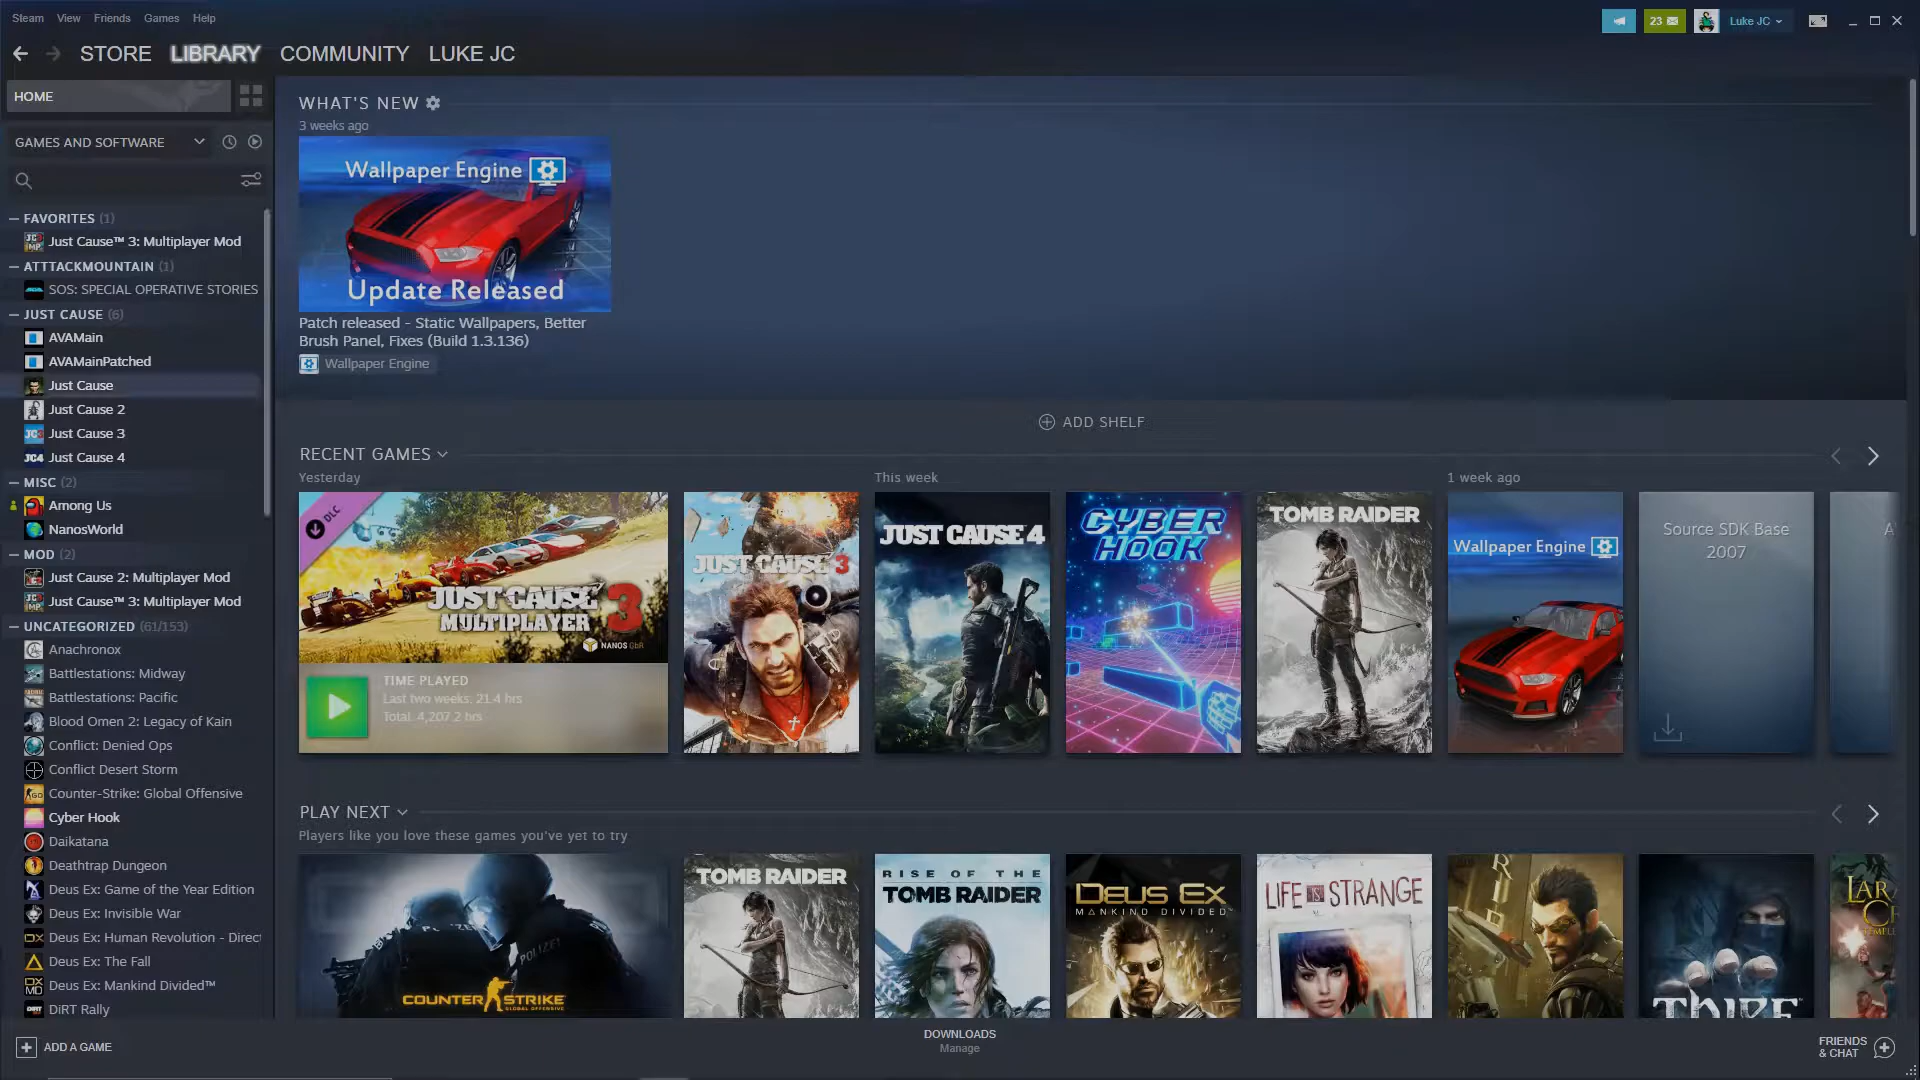 Steam View Friends Games Help
23
Luke JC
STORE LIBRARY COMMUNITY LUKE JC
HOME
GAMES AND SOFTWARE
FAVORITES (1)
Just Cause™ 3: Multiplayer Mod
ATTTACKMOUNTAIN (1)
SOS: SPECIAL OPERATIVE STORIES
JUST CAUSE (6)
AVAMain
AVAMainPatched
Just Cause
Just Cause 2
Just Cause 3
Just Cause 4
MISC (2)
Among Us
NanosWorld
MOD (2)
Just Cause 2: Multiplayer Mod
Just Cause™ 3: Multiplayer Mod
UNCATEGORIZED (61/153)
Anachronox
Battlestations: Midway
Battlestations: Pacific
Blood Omen 2: Legacy of Kain
Conflict: Denied Ops
Conflict Desert Storm
Counter-Strike: Global Offensive
Cyber Hook
Daikatana
Deathtrap Dungeon
Deus Ex: Game of the Year Edition
Deus Ex: Invisible War
Deus Ex: Human Revolution - Direct
Deus Ex: The Fall
Deus Ex: Mankind Divided™
DiRT Rally
ADD A GAME
WHAT'S NEW
3 weeks ago
Wallpaper Engine
Update Released
Patch released - Static Wallpapers, Better
Brush Panel, Fixes (Build 1.3.136)
Wallpaper Engine
ADD SHELF
RECENT GAMES
Yesterday
This week
1 week ago
DLC
JUST CAUSE 3
MULTIPLAYER
NANOS GbR
TIME PLAYED
Last two weeks: 21.4 hrs
Total: 4,207.2 hrs
JUST CAUSE 3
JUST CAUSE 4
CYBER
HOOK
TOMB RAIDER
Wallpaper Engine
Source SDK Base
2007
A
PLAY NEXT
Players like you love these games you've yet to try
POLIZEI
COUNTER STRIKE
GLOBAL OFFENSIVE
TOMB RAIDER
RISE OF THE
TOMB RAIDER
DEUS EX
MANKIND DIVIDED
LIFE IS STRANGE
THIEF
LAR
CR
TEMPLE
DOWNLOADS
Manage
FRIENDS
& CHAT